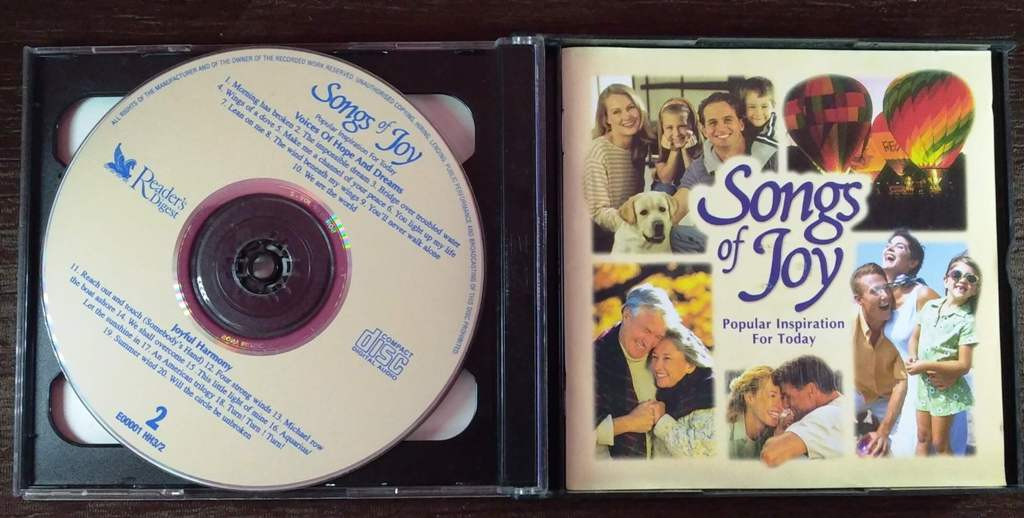 ALL RIGHTS OF THE MANUFACTURER AND OF THE OWNER OF THE RECORDED WORK RESERVED. UNAUTHORISED COPYING, HIRING, LENDING, PUBLIC PERFORMANCE AND BROADCASTING OF THIS DISC PROHIBITED
Songs
of Joy
Popular Inspiration For Today
Voices Of Hope And Dreams
1. Morning has broken 2. The impossible dream 3. Bridge over troubled water
4. Wings of a dove 5. Make me a channel of your peace 6. You light up my life
7. Lean on me 8. The wind beneath my wings 9. You'll never walk alone
10. We are the world
Reader's
Digest
COMPACT
disc
DIGITAL AUDIO
Joyful Harmony
11. Reach out and touch (Somebody's Hand) 12. Four strong winds 13. Michael row
the boat ashore 14. We shall overcome 15. This little light of mine 16. Aquarius/
Let the sunshine in 17. An American trilogy 18. Turn! Turn! Turn!
19. Summer wind 20. Will the circle be unbroken
2
E00001 HH3/2
Songs
of Joy
Popular Inspiration
For Today